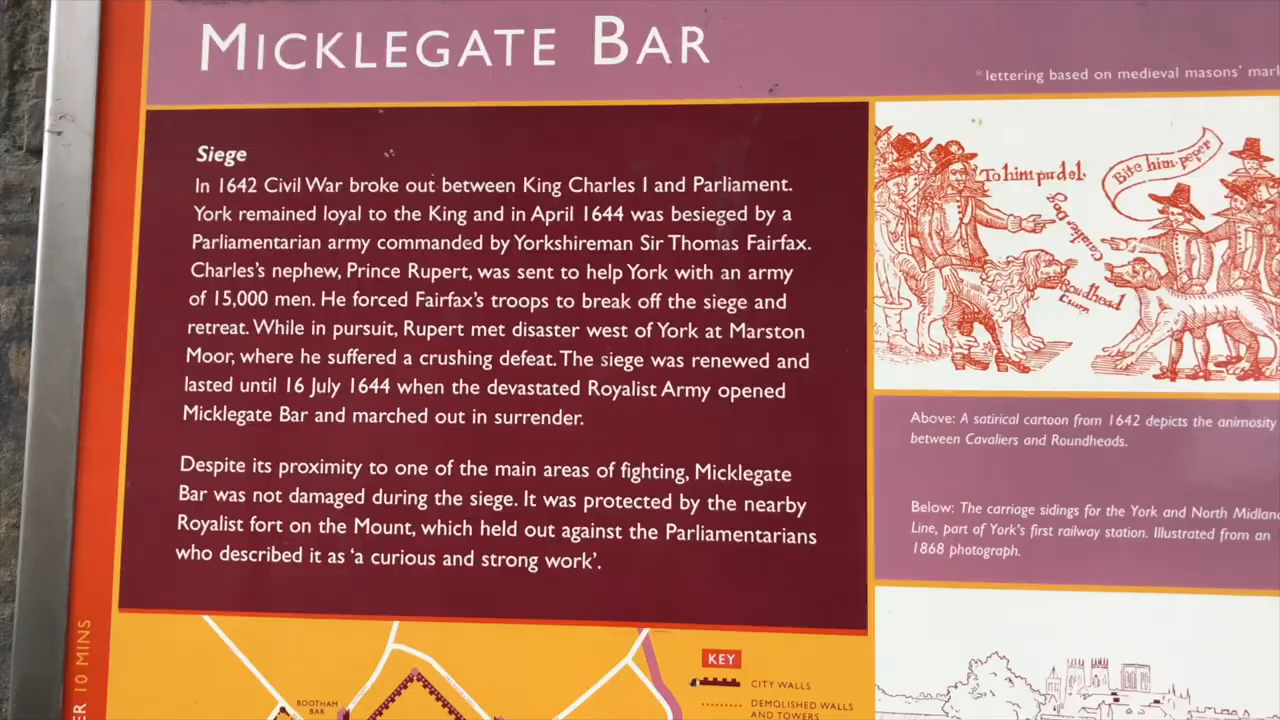 MICKLEGATE BAR
*lettering based on medieval masons'
Siege
In 1642 Civil War broke out between King Charles I and Parliament.
York remained loyal to the King and in April 1644 was besieged by a
Parliamentarian army commanded by Yorkshireman Sir Thomas Fairfax.
Charles's nephew, Prince Rupert, was sent to help York with an army
of 15,000 men. He forced Fairfax's troops to break off the siege and
retreat. While in pursuit, Rupert met disaster west of York at Marston
Moor, where he suffered a crushing defeat. The siege was renewed and
lasted until 16 July 1644 when the devastated Royalist Army opened
Micklegate Bar and marched out in surrender.
Despite its proximity to one of the main areas of fighting, Micklegate
Bar was not damaged during the siege. It was protected by the nearby
Royalist fort on the Mount, which held out against the Parliamentarians
who described it as 'a curious and strong work'.
To him pudel.
Bite him peper
Cavalier Dog
Roundhead
Above: A satirical cartoon from 1642 depicts the animosity
between Cavaliers and Roundheads.
Below: The carriage sidings for the York and North Midland
Line, part of York's first railway station. Illustrated from an
1868 photograph.
10 MINS
BOOTHAM
BAR
KEY
CITY WALLS
DEMOLISHED WALLS
AND TOWERS